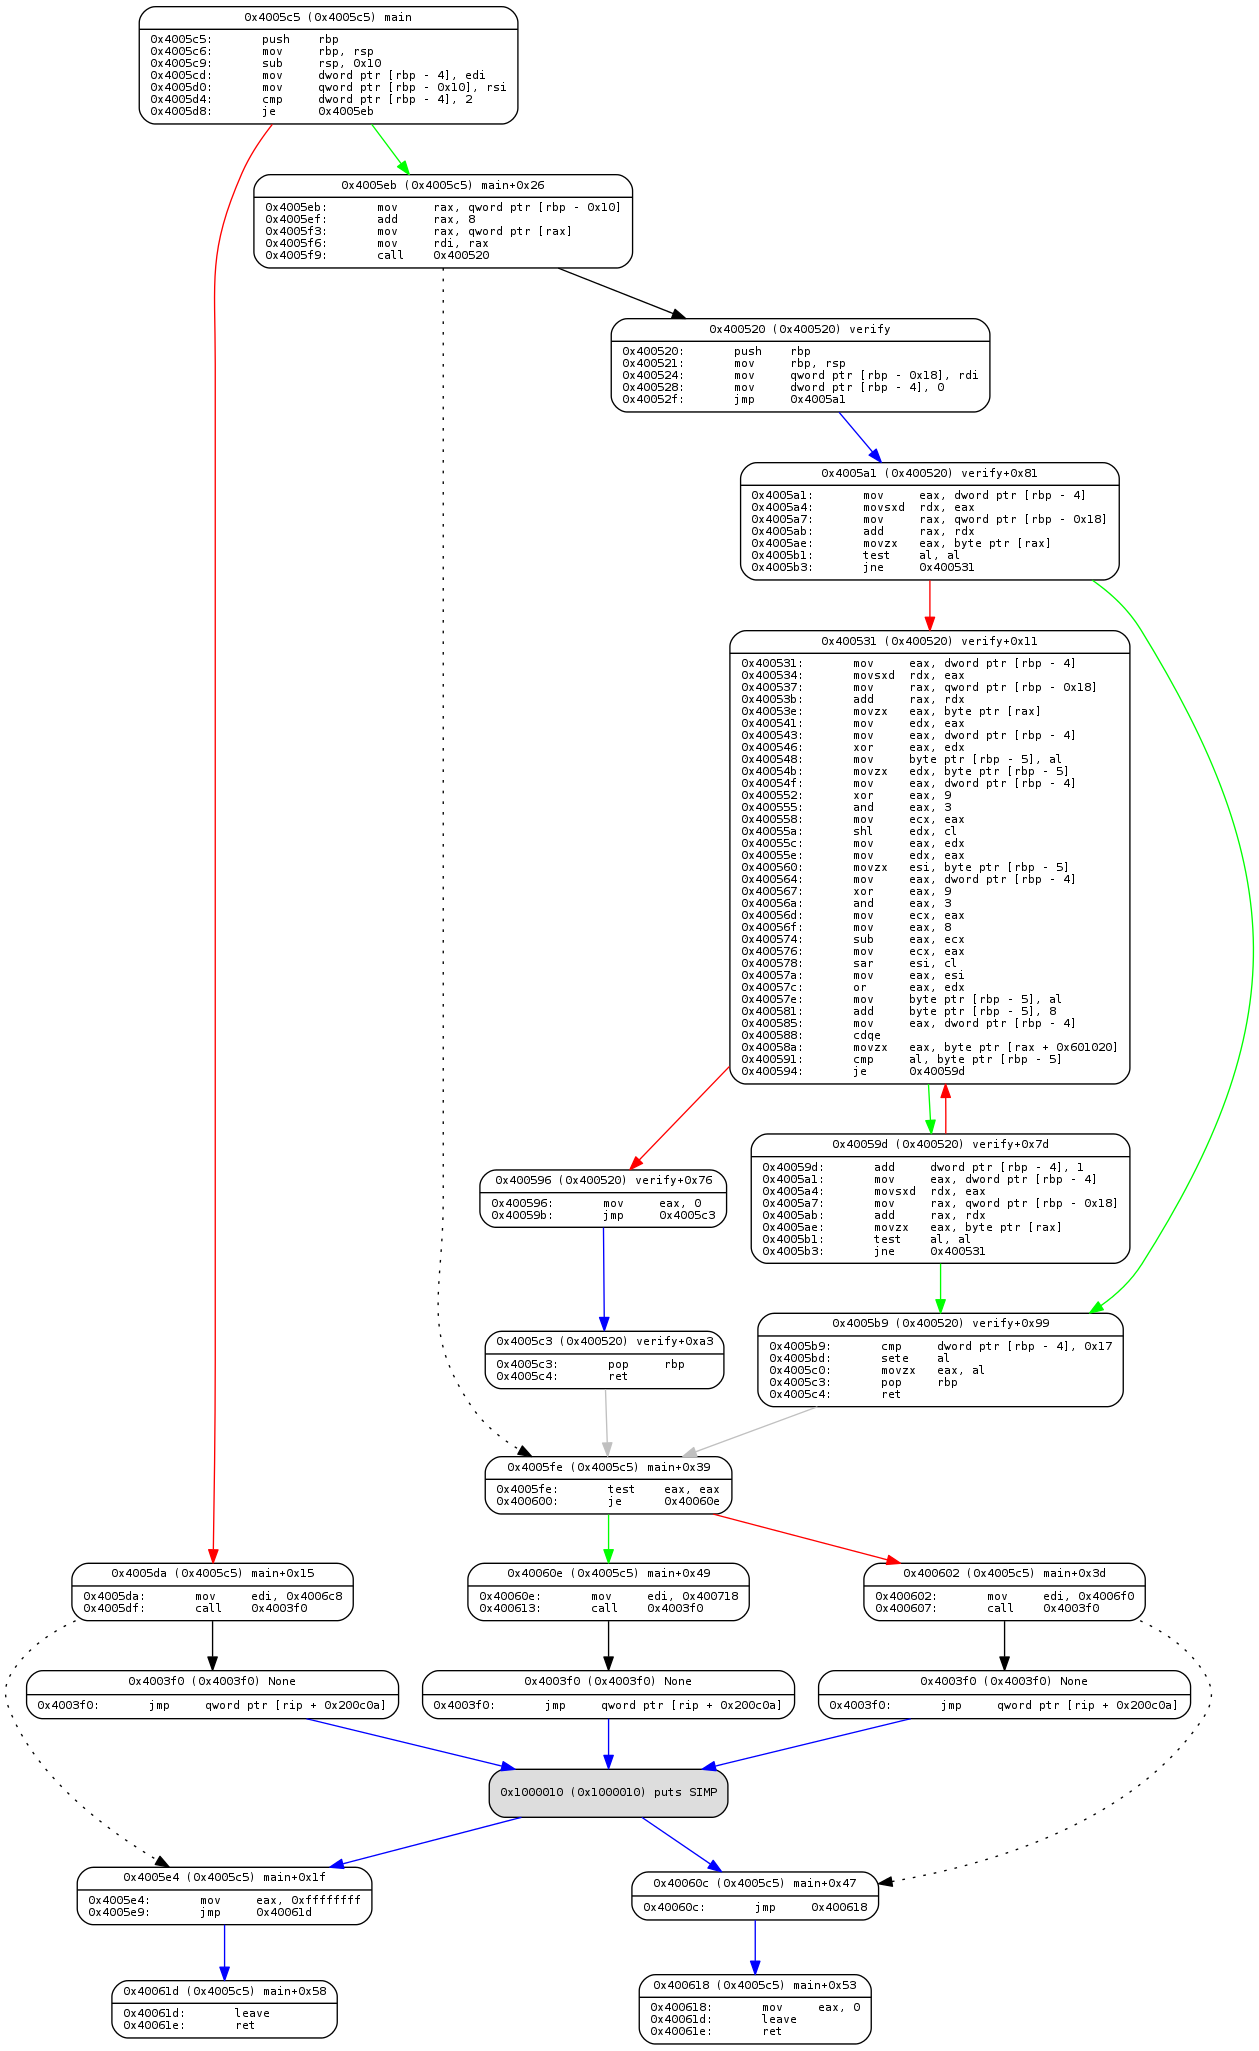 0x4005c5 (0x4005c5) main
0x4005c5: push rbp
0x4005c6: mov rbp, rsp
0x4005c9: sub rsp, 0x10
0x4005cd: mov dword ptr [rbp - 4], edi
0x4005d0: mov qword ptr [rbp - 0x10], rsi
0x4005d4: cmp dword ptr [rbp - 4], 2
0x4005d8: je 0x4005eb
0x4005eb (0x4005c5) main+0x26
0x4005eb: mov rax, qword ptr [rbp - 0x10]
0x4005ef: add rax, 8
0x4005f3: mov rax, qword ptr [rax]
0x4005f6: mov rdi, rax
0x4005f9: call 0x400520
0x400520 (0x400520) verify
0x400520: push rbp
0x400521: mov rbp, rsp
0x400524: mov qword ptr [rbp - 0x18], rdi
0x400528: mov dword ptr [rbp - 4], 0
0x40052f: jmp 0x4005a1
0x4005a1 (0x400520) verify+0x81
0x4005a1: mov eax, dword ptr [rbp - 4]
0x4005a4: movsxd rdx, eax
0x4005a7: mov rax, qword ptr [rbp - 0x18]
0x4005ab: add rax, rdx
0x4005ae: movzx eax, byte ptr [rax]
0x4005b1: test al, al
0x4005b3: jne 0x400531
0x400531 (0x400520) verify+0x11
0x400531: mov eax, dword ptr [rbp - 4]
0x400534: movsxd rdx, eax
0x400537: mov rax, qword ptr [rbp - 0x18]
0x40053b: add rax, rdx
0x40053e: movzx eax, byte ptr [rax]
0x400541: mov edx, eax
0x400543: mov eax, dword ptr [rbp - 4]
0x400546: xor eax, edx
0x400548: mov byte ptr [rbp - 5], al
0x40054b: movzx edx, byte ptr [rbp - 5]
0x40054f: mov eax, dword ptr [rbp - 4]
0x400552: xor eax, 9
0x400555: and eax, 3
0x400558: mov ecx, eax
0x40055a: shl edx, cl
0x40055c: mov eax, edx
0x40055e: mov edx, eax
0x400560: movzx esi, byte ptr [rbp - 5]
0x400564: mov eax, dword ptr [rbp - 4]
0x400567: xor eax, 9
0x40056a: and eax, 3
0x40056d: mov ecx, eax
0x40056f: mov eax, 8
0x400574: sub eax, ecx
0x400576: mov ecx, eax
0x400578: sar esi, cl
0x40057a: mov eax, esi
0x40057c: or eax, edx
0x40057e: mov byte ptr [rbp - 5], al
0x400581: add byte ptr [rbp - 5], 8
0x400585: mov eax, dword ptr [rbp - 4]
0x400588: cdqe
0x40058a: movzx eax, byte ptr [rax + 0x601020]
0x400591: cmp al, byte ptr [rbp - 5]
0x400594: je 0x40059d
0x40059d (0x400520) verify+0x7d
0x40059d: add dword ptr [rbp - 4], 1
0x4005a1: mov eax, dword ptr [rbp - 4]
0x4005a4: movsxd rdx, eax
0x4005a7: mov rax, qword ptr [rbp - 0x18]
0x4005ab: add rax, rdx
0x4005ae: movzx eax, byte ptr [rax]
0x4005b1: test al, al
0x4005b3: jne 0x400531
0x400596 (0x400520) verify+0x76
0x400596: mov eax, 0
0x40059b: jmp 0x4005c3
0x4005b9 (0x400520) verify+0x99
0x4005b9: cmp dword ptr [rbp - 4], 0x17
0x4005bd: sete al
0x4005c0: movzx eax, al
0x4005c3: pop rbp
0x4005c4: ret
0x4005c3 (0x400520) verify+0xa3
0x4005c3: pop rbp
0x4005c4: ret
0x4005fe (0x4005c5) main+0x39
0x4005fe: test eax, eax
0x400600: je 0x40060e
0x4005da (0x4005c5) main+0x15
0x4005da: mov edi, 0x4006c8
0x4005df: call 0x4003f0
0x40060e (0x4005c5) main+0x49
0x40060e: mov edi, 0x400718
0x400613: call 0x4003f0
0x400602 (0x4005c5) main+0x3d
0x400602: mov edi, 0x4006f0
0x400607: call 0x4003f0
0x4003f0 (0x4003f0) None
0x4003f0: jmp qword ptr [rip + 0x200c0a]
0x4003f0 (0x4003f0) None
0x4003f0: jmp qword ptr [rip + 0x200c0a]
0x4003f0 (0x4003f0) None
0x4003f0: jmp qword ptr [rip + 0x200c0a]
0x1000010 (0x1000010) puts SIMP
0x4005e4 (0x4005c5) main+0x1f
0x4005e4: mov eax, 0xffffffff
0x4005e9: jmp 0x40061d
0x40060c (0x4005c5) main+0x47
0x40060c: jmp 0x400618
0x40061d (0x4005c5) main+0x58
0x40061d: leave
0x40061e: ret
0x400618 (0x4005c5) main+0x53
0x400618: mov eax, 0
0x40061d: leave
0x40061e: ret